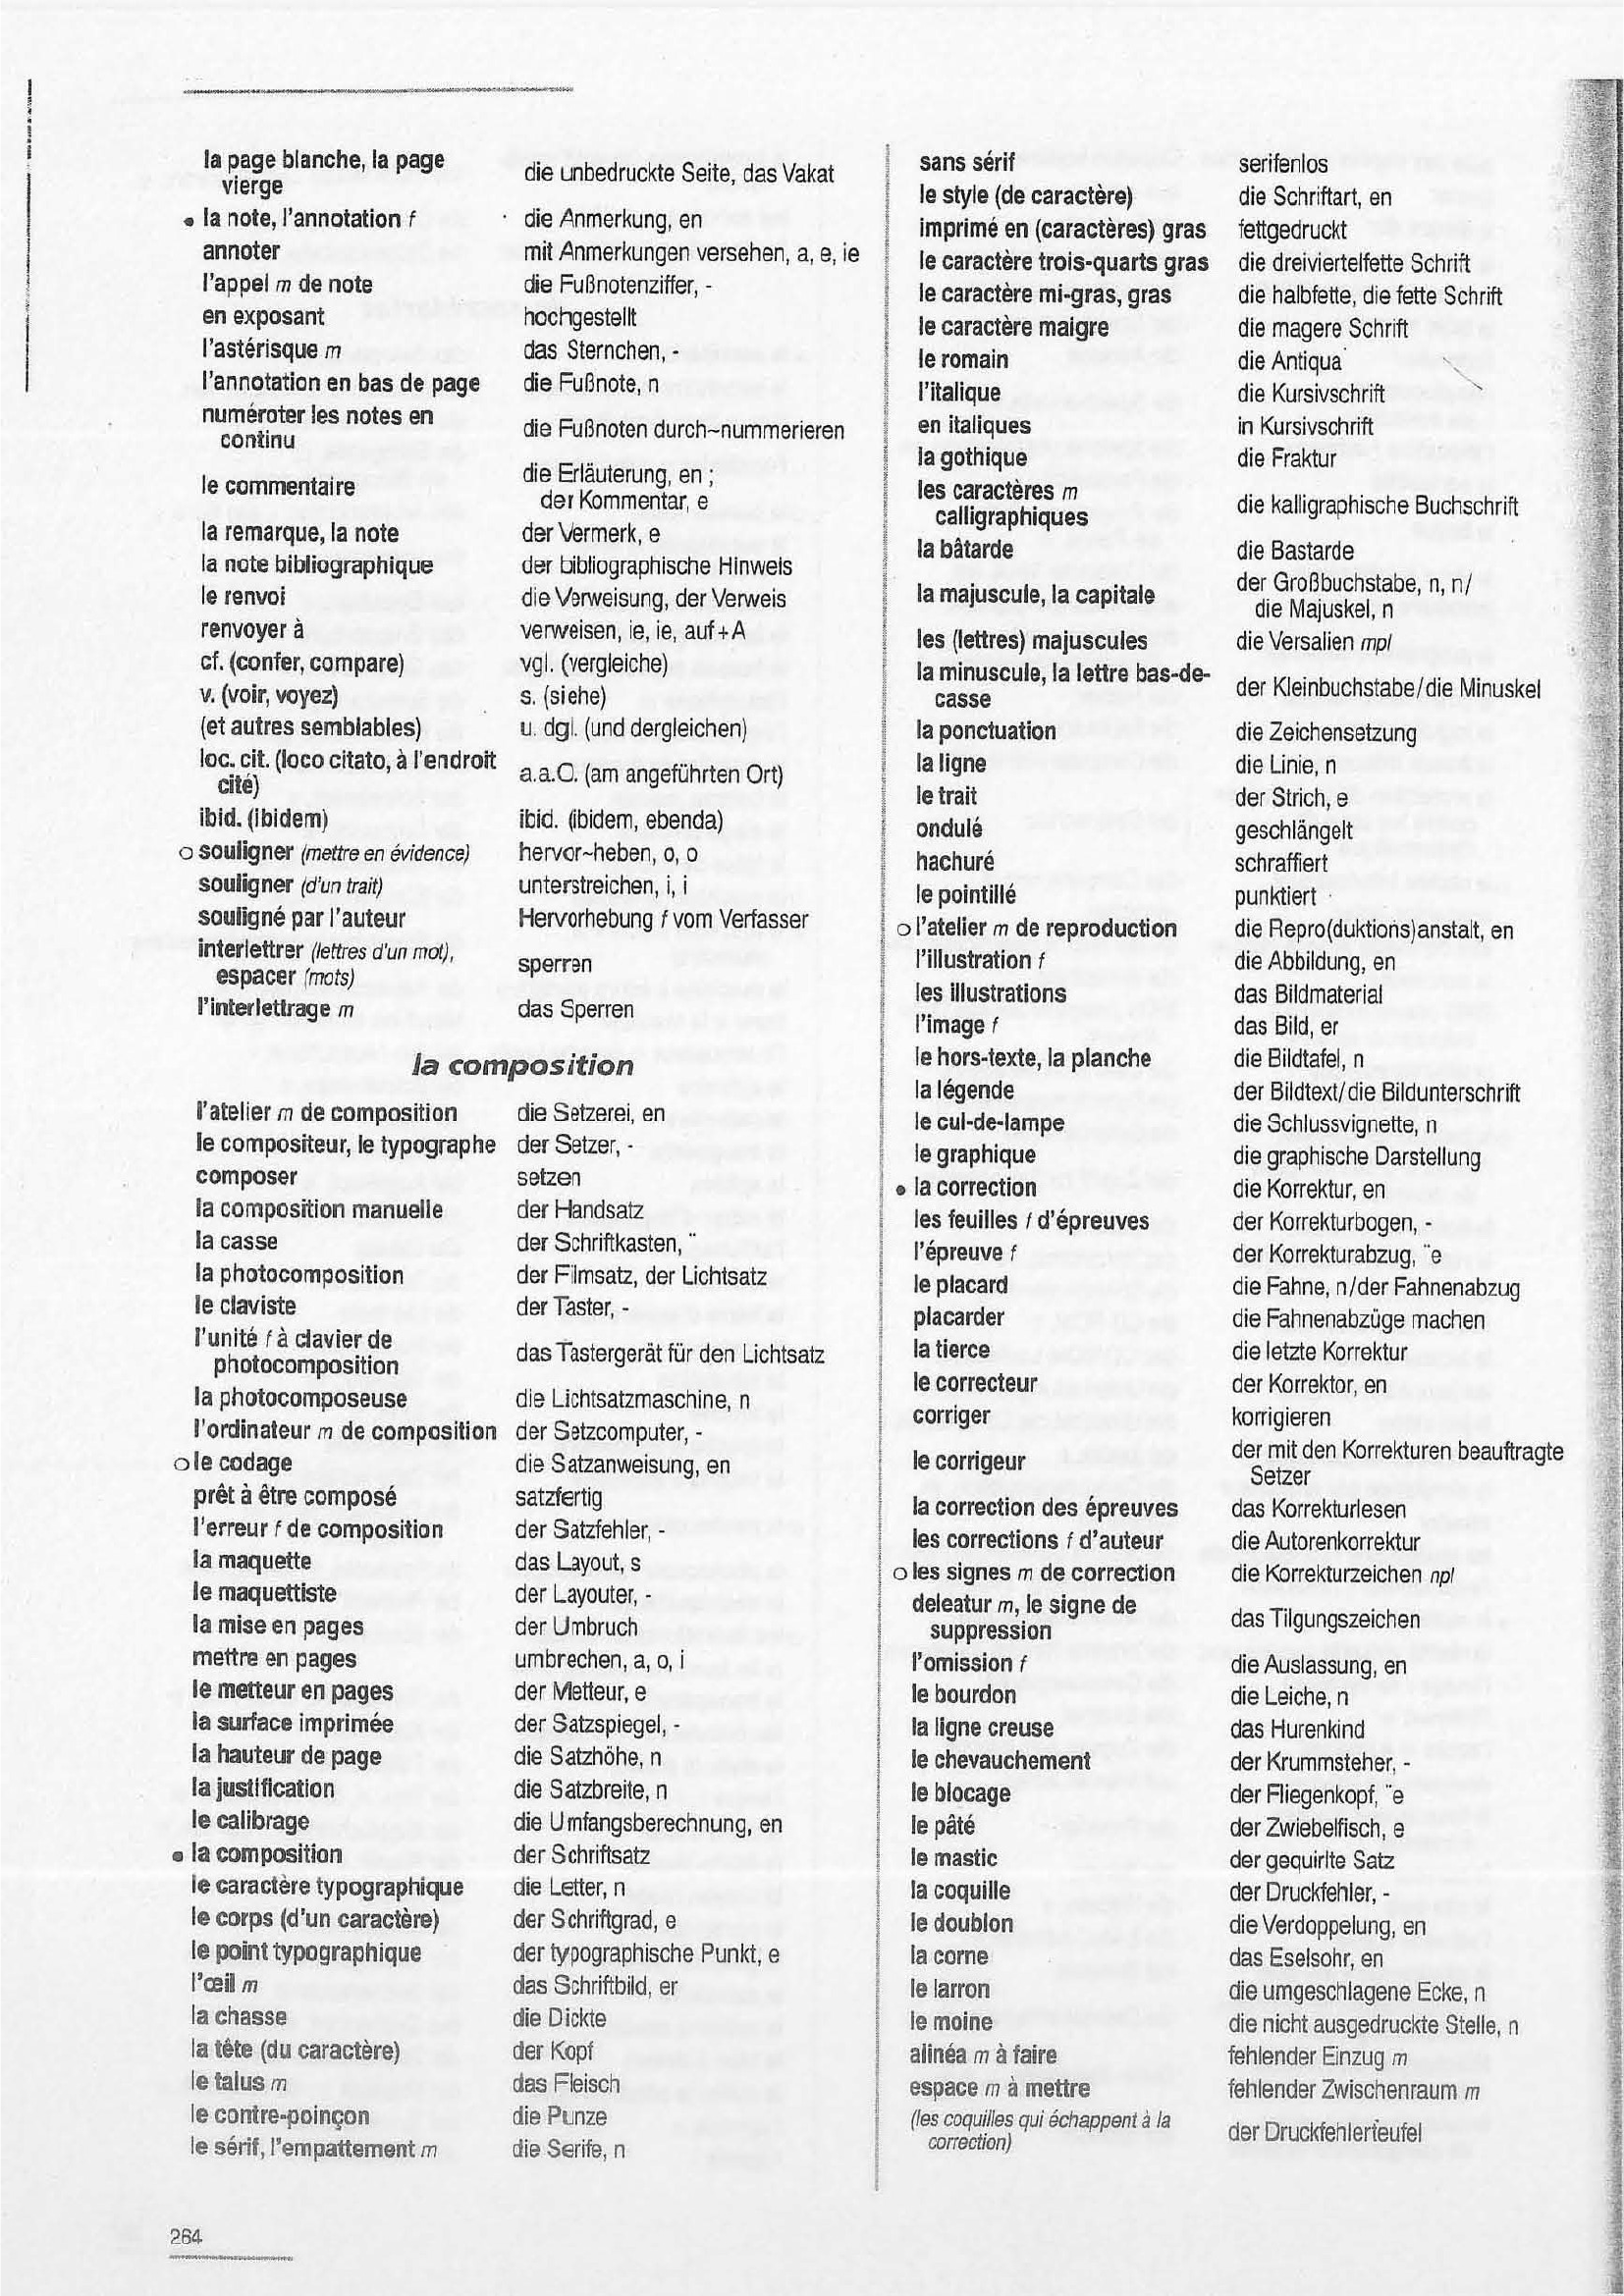 la page blanche, la page
vierge
die unbedruckte Seite, das Vakat
• la note, l'annotation f
die Anmerkung, en
annoter
mit Anmerkungen versehen, a, e, ie
l'appel m de note
die Fußnotenziffer, -
en exposant
hochgestellt
l'astérisque m
das Sternchen, -
l'annotation en bas de page
die Fußnote, n
numéroter les notes en
continu
die Fußnoten durch~nummerieren
le commentaire
die Erläuterung, en ;
der Kommentar, e
la remarque, la note
der Vermerk, e
la note bibliographique
der bibliographische Hinweis
le renvoi
die Verweisung, der Verweis
renvoyer à
verweisen, ie, ie, auf+A
cf. (confer, compare)
vgl. (vergleiche)
v. (voir, voyez)
s. (siehe)
(et autres semblables)
u. dgl. (und dergleichen)
loc. cit. (loco citato, à l'endroit
cité)
a.a.O. (am angeführten Ort)
ibid. (ibidem)
ibid. (ibidem, ebenda)
o souligner (mettre en évidence)
hervor~heben, o, o
souligner (d'un trait)
unterstreichen, i, i
souligné par l'auteur
Hervorhebung f vom Verfasser
interlettrer (lettres d'un mot),
espacer (mots)
sperren
l'interlettrage m
das Sperren
la composition
l'atelier m de composition
die Setzerei, en
le compositeur, le typographe
der Setzer, -
composer
setzen
la composition manuelle
der Handsatz
la casse
der Schriftkasten, ¨
la photocomposition
der Filmsatz, der Lichtsatz
le claviste
der Taster, -
l'unité f à clavier de
photocomposition
das Tastergerät für den Lichtsatz
la photocomposeuse
die Lichtsatzmaschine, n
l'ordinateur m de composition
der Satzcomputer, -
o le codage
die Satzanweisung, en
prêt à être composé
satzfertig
l'erreur f de composition
der Satzfehler, -
la maquette
das Layout, s
le maquettiste
der Layouter, -
la mise en pages
der Umbruch
mettre en pages
umbrechen, a, o, i
le metteur en pages
der Metteur, e
la surface imprimée
der Satzspiegel, -
la hauteur de page
die Satzhöhe, n
la justification
die Satzbreite, n
le calibrage
die Umfangsberechnung, en
• la composition
der Schriftsatz
le caractère typographique
die Letter, n
le corps (d'un caractère)
der Schriftgrad, e
le point typographique
der typographische Punkt, e
l'œil m
das Schriftbild, er
la chasse
die Dickte
la tête (du caractère)
der Kopf
le talus m
das Fleisch
le contre-poinçon
die Punze
le sérif, l'empattement m
die Serife, n
264
sans sérif
serifenlos
le style (de caractère)
die Schriftart, en
imprimé en (caractères) gras
fettgedruckt
le caractère trois-quarts gras
die dreiviertelfette Schrift
le caractère mi-gras, gras
die halbfette, die fette Schrift
le caractère maigre
die magere Schrift
le romain
die Antiqua
l'italique
die Kursivschrift
en italiques
in Kursivschrift
la gothique
die Fraktur
les caractères m
calligraphiques
die kalligraphische Buchschrift
la bâtarde
die Bastarde
la majuscule, la capitale
der Großbuchstabe, n, n/
die Majuskel, n
les (lettres) majuscules
die Versalien mpl
la minuscule, la lettre bas-de-
casse
der Kleinbuchstabe/die Minuskel
la ponctuation
die Zeichensetzung
la ligne
die Linie, n
le trait
der Strich, e
ondulé
geschlängelt
hachuré
schraffiert
le pointillé
punktiert
o l'atelier m de reproduction
die Repro(duktions)anstalt, en
l'illustration f
die Abbildung, en
les illustrations
das Bildmaterial
l'image f
das Bild, er
le hors-texte, la planche
die Bildtafel, n
la légende
der Bildtext/die Bildunterschrift
le cul-de-lampe
die Schlussvignette, n
le graphique
die graphische Darstellung
• la correction
die Korrektur, en
les feuilles f d'épreuves
der Korrekturbogen, -
l'épreuve f
der Korrekturabzug, ¨e
le placard
die Fahne, n/der Fahnenabzug
placarder
die Fahnenabzüge machen
la tierce
die letzte Korrektur
le correcteur
der Korrektor, en
corriger
korrigieren
le corrigeur
der mit den Korrekturen beauftragte
Setzer
la correction des épreuves
das Korrekturlesen
les corrections f d'auteur
die Autorenkorrektur
o les signes m de correction
die Korrekturzeichen npl
deleatur m, le signe de
suppression
das Tilgungszeichen
l'omission f
die Auslassung, en
le bourdon
die Leiche, n
la ligne creuse
das Hurenkind
le chevauchement
der Krummsteher, -
le blocage
der Fliegenkopf, ¨e
le pâté
der Zwiebelfisch, e
le mastic
der gequirlte Satz
la coquille
der Druckfehler, -
le doublon
die Verdoppelung, en
la corne
das Eselsohr, en
le larron
die umgeschlagene Ecke, n
le moine
die nicht ausgedruckte Stelle, n
alinéa m à faire
fehlender Einzug m
espace m à mettre
fehlender Zwischenraum m
(les coquilles qui échappent à la
correction)
der Druckfehlerteufel